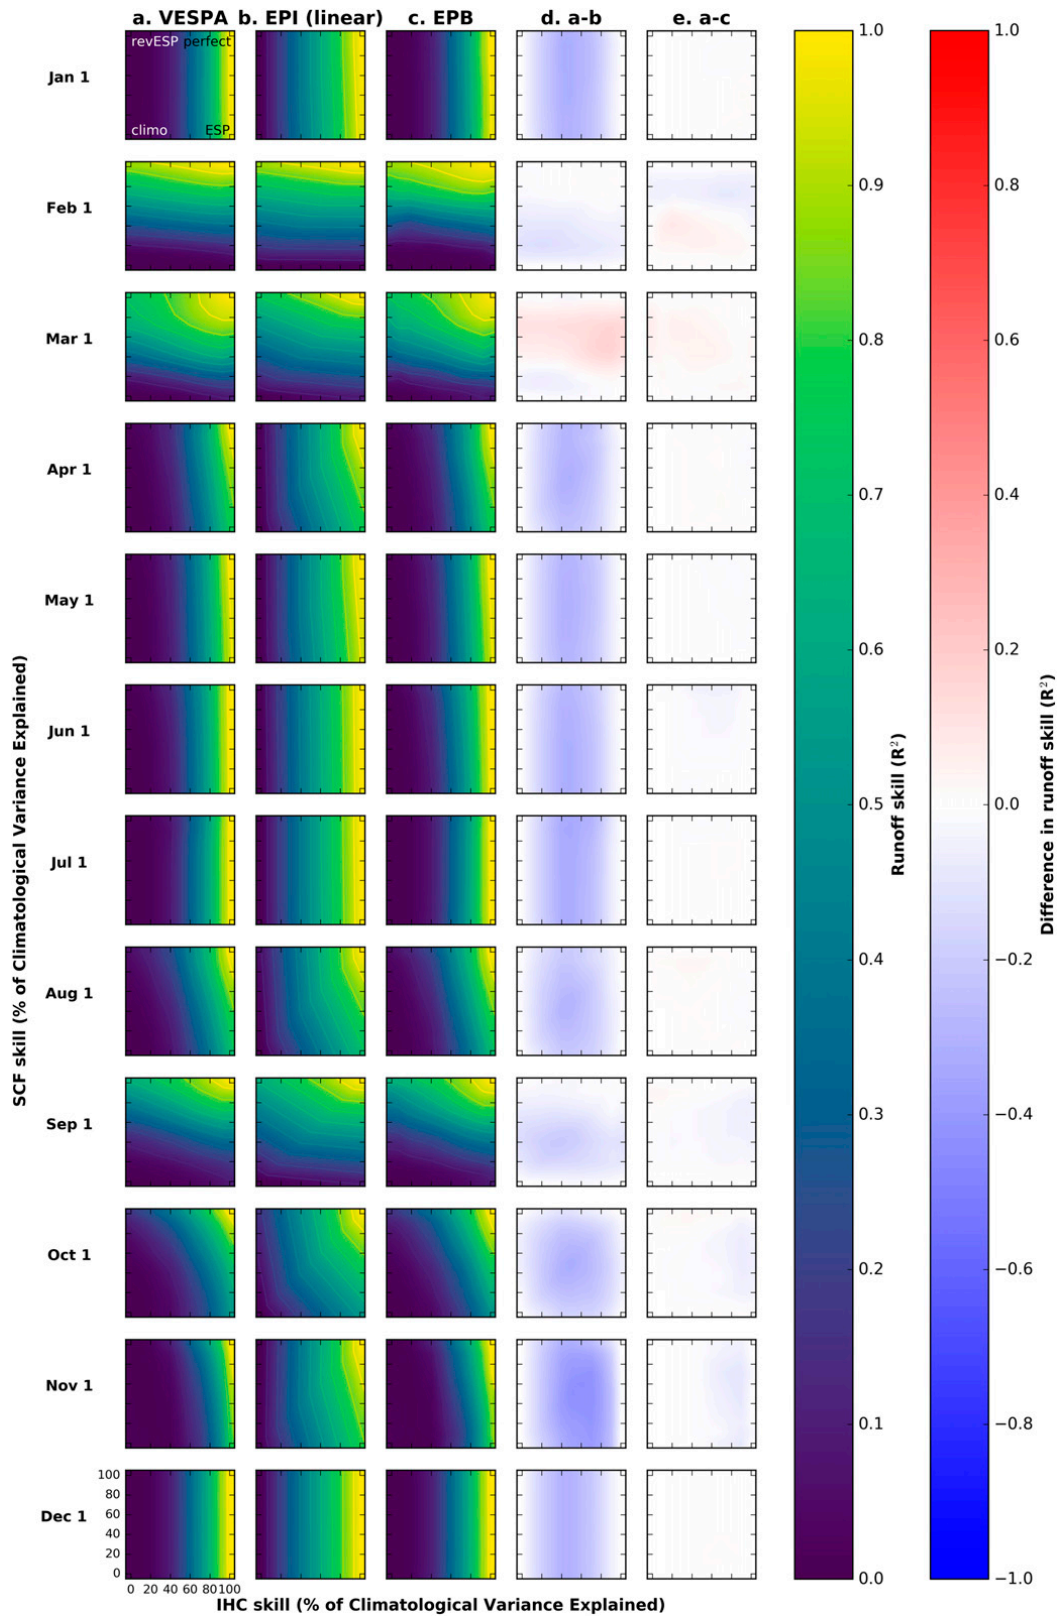 a. VESPA b. EPI (linear) c. EPB d. a-b e. a-c
revESP perfect
climo ESP
Jan 1
Feb 1
Mar 1
Apr 1
May 1
Jun 1
Jul 1
Aug 1
Sep 1
Oct 1
Nov 1
Dec 1
100
80
60
40
20
0
0 20 40 60 80 100
IHC skill (% of Climatological Variance Explained)
SCF skill (% of Climatological Variance Explained)
1.0
0.9
0.8
0.7
0.6
0.5
0.4
0.3
0.2
0.1
0.0
Runoff skill (R²)
1.0
0.8
0.6
0.4
0.2
0.0
−0.2
−0.4
−0.6
−0.8
−1.0
Difference in runoff skill (R²)